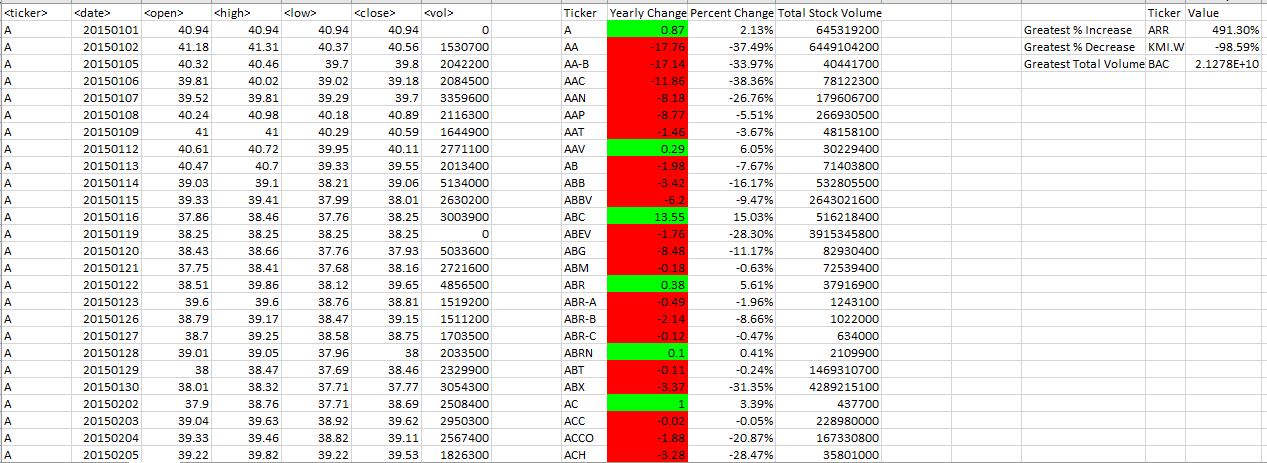 <ticker> <date> <open> <high> <low> <close> <vol> Ticker Yearly Change Percent Change Total Stock Volume Ticker Value
A 20150101 40.94 40.94 40.94 40.94 0 A 0.87 2.13% 645319200 Greatest % Increase ARR 491.30%
A 20150102 41.18 41.31 40.37 40.56 1530700 AA -17.76 -37.49% 6449104200 Greatest % Decrease KMI.W -98.59%
A 20150105 40.32 40.46 39.7 39.8 2042200 AA-B -17.14 -33.97% 40441700 Greatest Total Volume BAC 2.1278E+10
A 20150106 39.81 40.02 39.02 39.18 2084500 AAC -11.86 -38.36% 78122300
A 20150107 39.52 39.81 39.29 39.7 3359600 AAN -8.18 -26.76% 179606700
A 20150108 40.24 40.98 40.18 40.89 2116300 AAP -8.77 -5.51% 266930500
A 20150109 41 41 40.29 40.59 1644900 AAT -1.46 -3.67% 48158100
A 20150112 40.61 40.72 39.95 40.11 2771100 AAV 0.29 6.05% 30229400
A 20150113 40.47 40.7 39.33 39.55 2013400 AB -1.98 -7.67% 71403800
A 20150114 39.03 39.1 38.21 39.06 5134000 ABB -3.42 -16.17% 532805500
A 20150115 39.33 39.41 37.99 38.01 2630200 ABBV -6.2 -9.47% 2643021600
A 20150116 37.86 38.46 37.76 38.25 3003900 ABC 13.55 15.03% 516218400
A 20150119 38.25 38.25 38.25 38.25 0 ABEV -1.76 -28.30% 3915345800
A 20150120 38.43 38.66 37.76 37.93 5033600 ABG -8.48 -11.17% 82930400
A 20150121 37.75 38.41 37.68 38.16 2721600 ABM -0.18 -0.63% 72539400
A 20150122 38.51 39.86 38.12 39.65 4856500 ABR 0.38 5.61% 37916900
A 20150123 39.6 39.6 38.76 38.81 1519200 ABR-A -0.49 -1.96% 1243100
A 20150126 38.79 39.17 38.47 39.15 1511200 ABR-B -2.14 -8.66% 1022000
A 20150127 38.7 39.25 38.58 38.75 1703500 ABR-C -0.12 -0.47% 634000
A 20150128 39.01 39.05 37.96 38 2033500 ABRN 0.1 0.41% 2109900
A 20150129 38 38.47 37.69 38.46 2329900 ABT -0.11 -0.24% 1469310700
A 20150130 38.01 38.32 37.71 37.77 3054300 ABX -3.37 -31.35% 4289215100
A 20150202 37.9 38.76 37.71 38.69 2508400 AC 1 3.39% 437700
A 20150203 39.04 39.63 38.92 39.62 2950300 ACC -0.02 -0.05% 228980000
A 20150204 39.33 39.46 38.82 39.11 2567400 ACCO -1.88 -20.87% 167330800
A 20150205 39.22 39.82 39.22 39.53 1826300 ACH -3.28 -28.47% 35801000